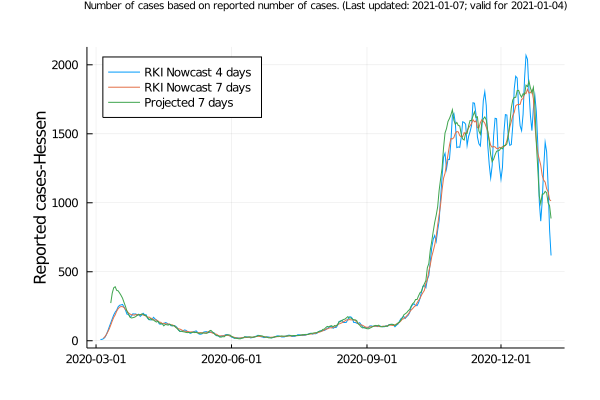 Number of cases based on reported number of cases. (Last updated: 2021-01-07; valid for 2021-01-04)
RKI Nowcast 4 days
RKI Nowcast 7 days
Projected 7 days
Reported cases-Hessen
2000
1500
1000
500
0
2020-03-01
2020-06-01
2020-09-01
2020-12-01